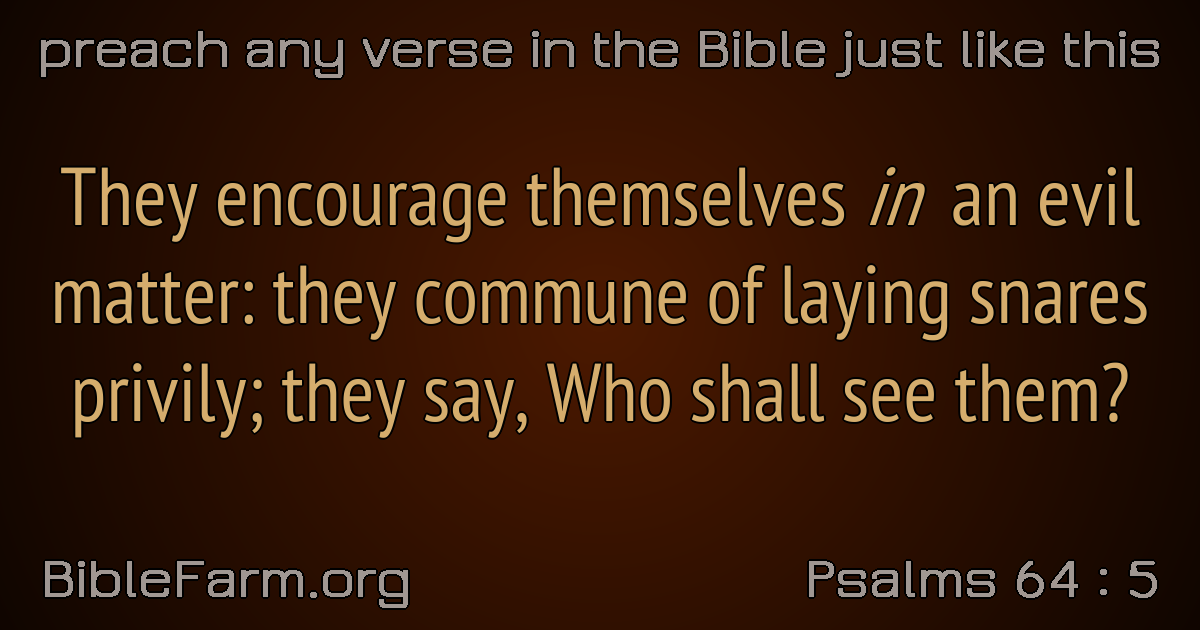 preach any verse in the Bible just like this
They encourage themselves in an evil
matter: they commune of laying snares
privily; they say, Who shall see them?
BibleFarm.org
Psalms 64 : 5